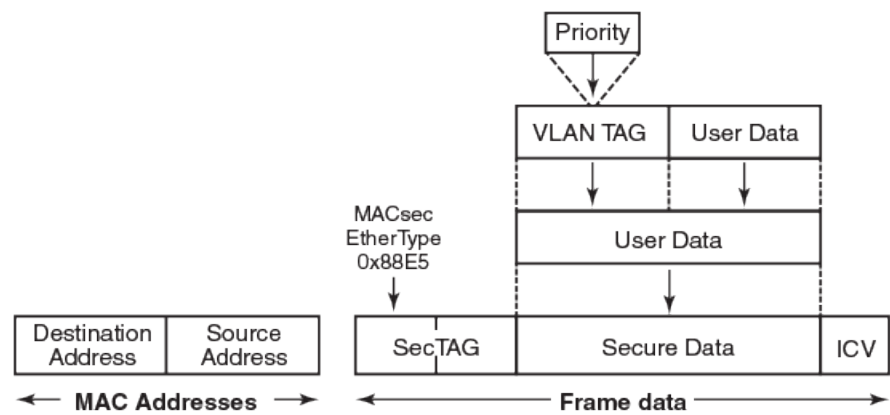 Priority
VLAN TAG
User Data
MACsec
EtherType
0x88E5
User Data
Destination
Address
Source
Address
SecTAG
Secure Data
ICV
MAC Addresses
Frame data